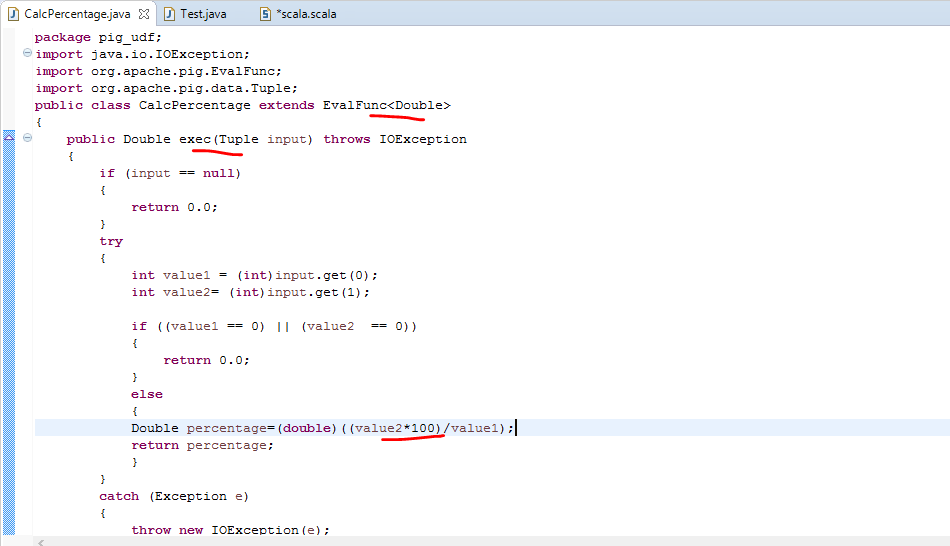 CalcPercentage.java Test.java *scala.scala
package pig_udf;
import java.io.IOException;
import org.apache.pig.EvalFunc;
import org.apache.pig.data.Tuple;
public class CalcPercentage extends EvalFunc<Double>
{
public Double exec(Tuple input) throws IOException
{
if (input == null)
{
return 0.0;
}
try
{
int value1 = (int)input.get(0);
int value2= (int)input.get(1);
if ((value1 == 0) || (value2  == 0))
{
return 0.0;
}
else
{
Double percentage=(double)((value2*100)/value1);
return percentage;
}
}
catch (Exception e)
{
throw new IOException(e);